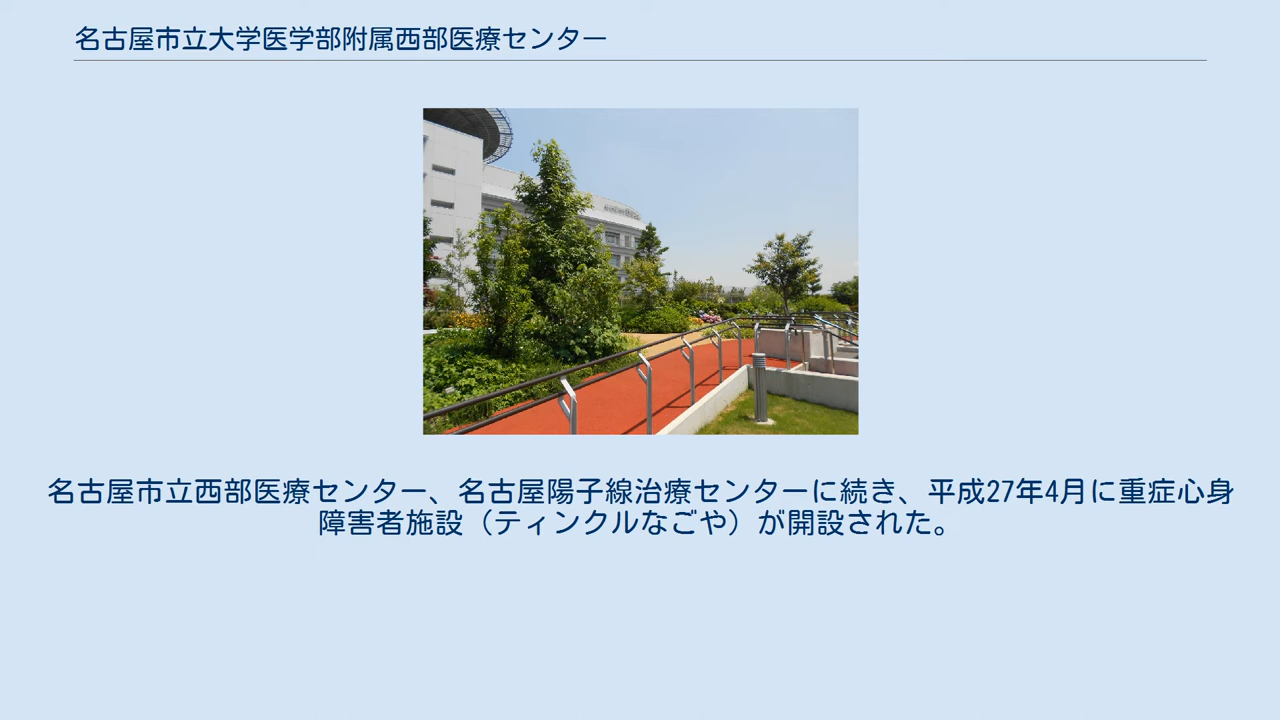 名古屋市立大学医学部附属西部医療センター
名古屋市立西部医療センター、名古屋陽子線治療センターに続き、平成27年4月に重症心身
障害者施設（ティンクルなごや）が開設された。